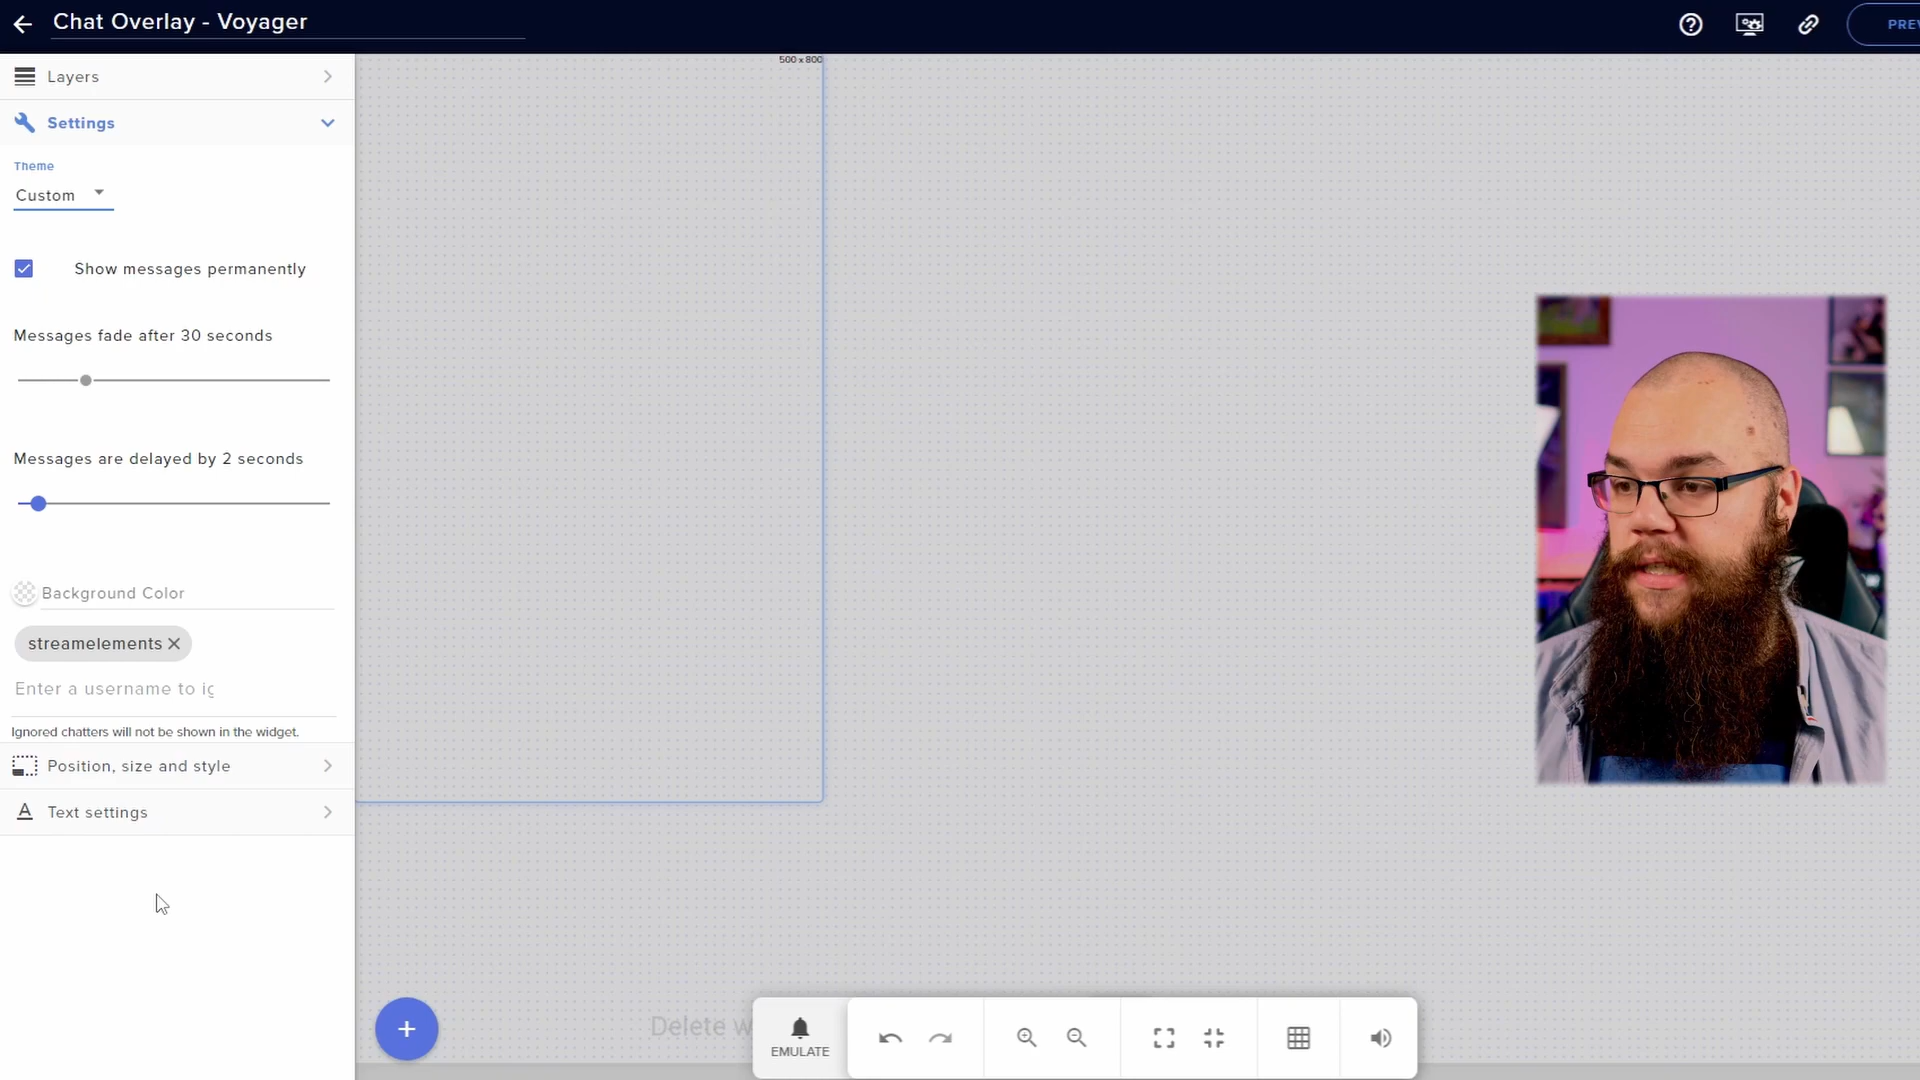 Chat Overlay - Voyager
PREV
Layers
500 x 800
Settings
Theme
Custom
Show messages permanently
Messages fade after 30 seconds
Messages are delayed by 2 seconds
Background Color
streamelements
Enter a username to ig
Ignored chatters will not be shown in the widget.
Position, size and style
Text settings
Delete w
EMULATE